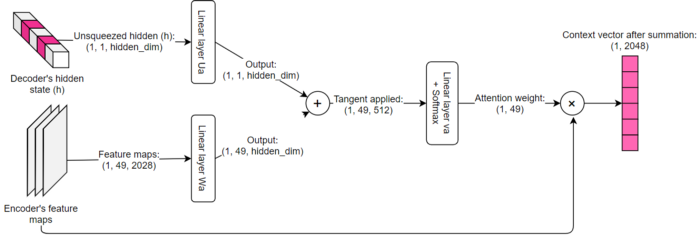 Unsqueezed hidden (h):
(1, 1, hidden_dim)
Decoder's hidden
state (h)
Linear layer Ua
Output:
(1, 1, hidden_dim)
Feature maps:
(1, 49, 2028)
Encoder's feature
maps
Linear layer Wa
Output:
(1, 49, hidden_dim)
+
Tangent applied:
(1, 49, 512)
Linear layer va
+ Softmax
Attention weight:
(1, 49)
×
Context vector after summation:
(1, 2048)